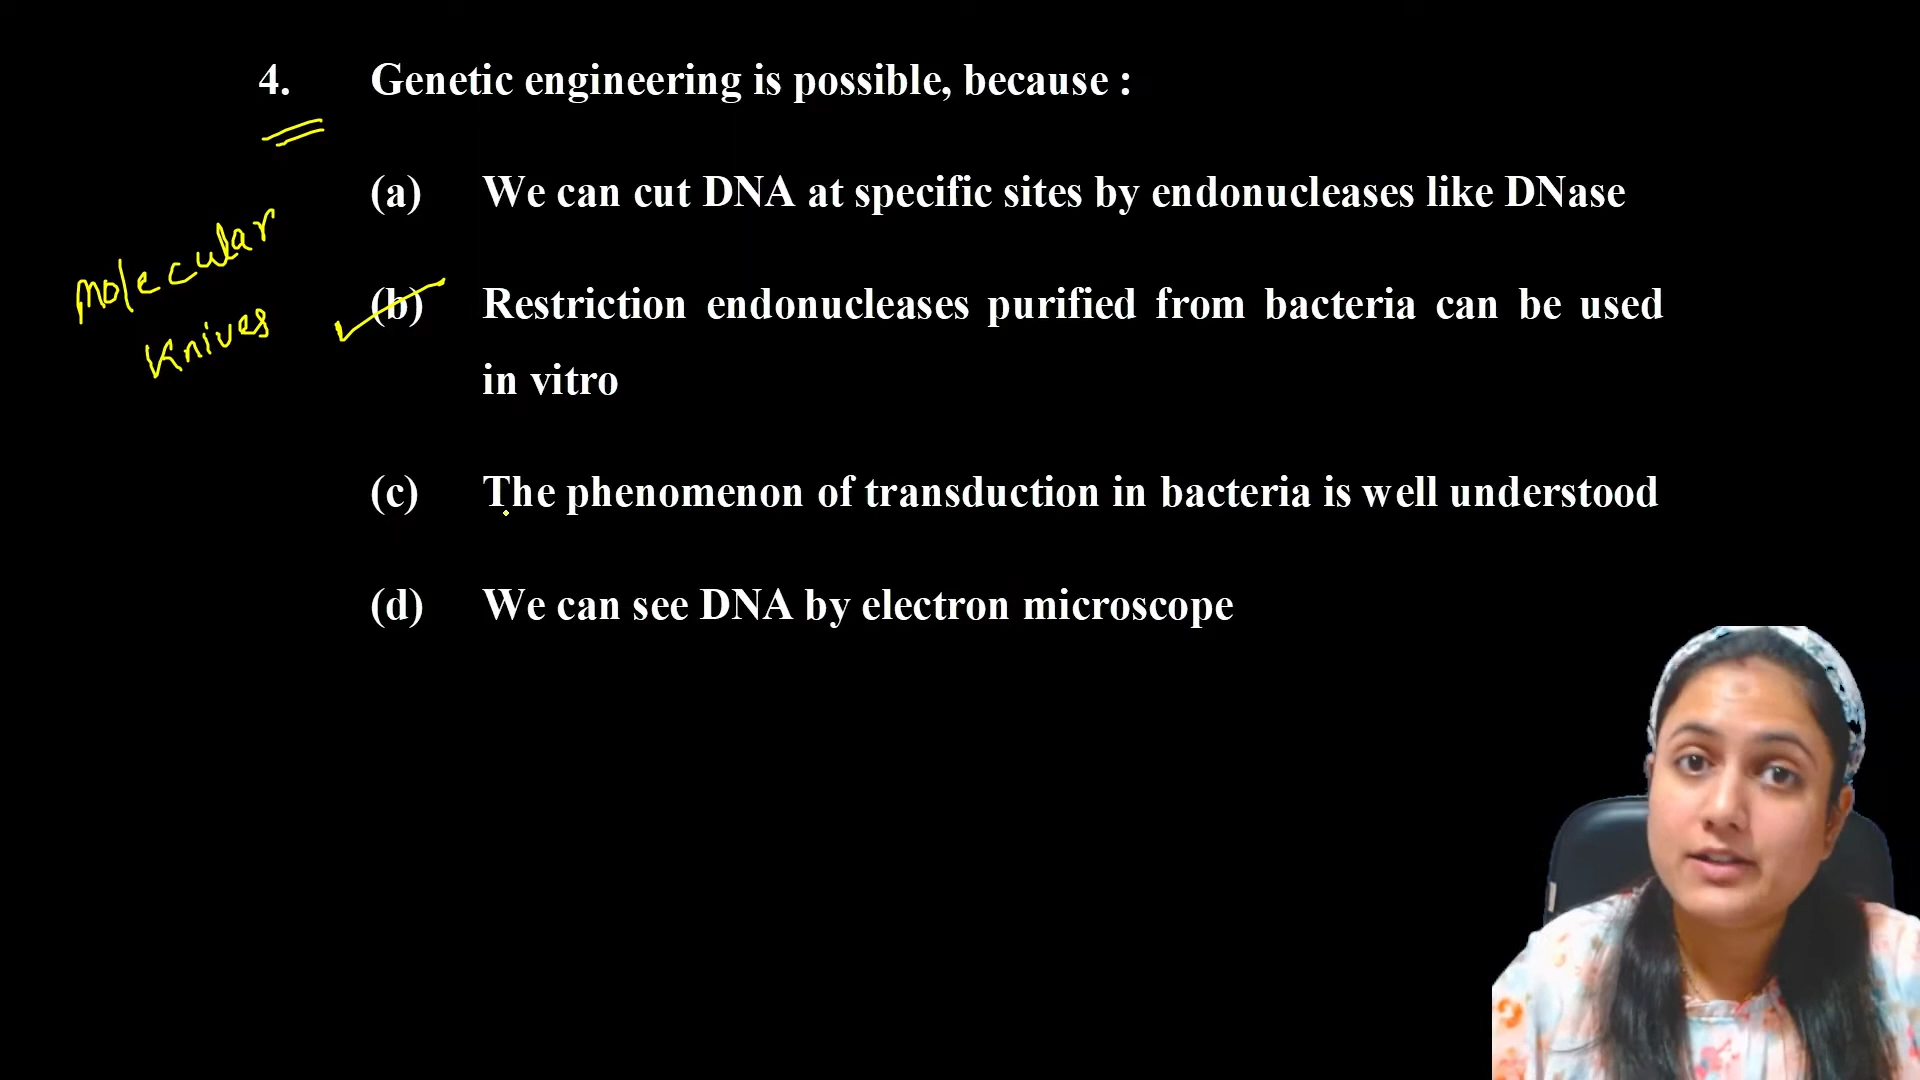 4. Genetic engineering is possible, because :
(a) We can cut DNA at specific sites by endonucleases like DNase
Molecular
Knives
(b) Restriction endonucleases purified from bacteria can be used
in vitro
(c) The phenomenon of transduction in bacteria is well understood
(d) We can see DNA by electron microscope